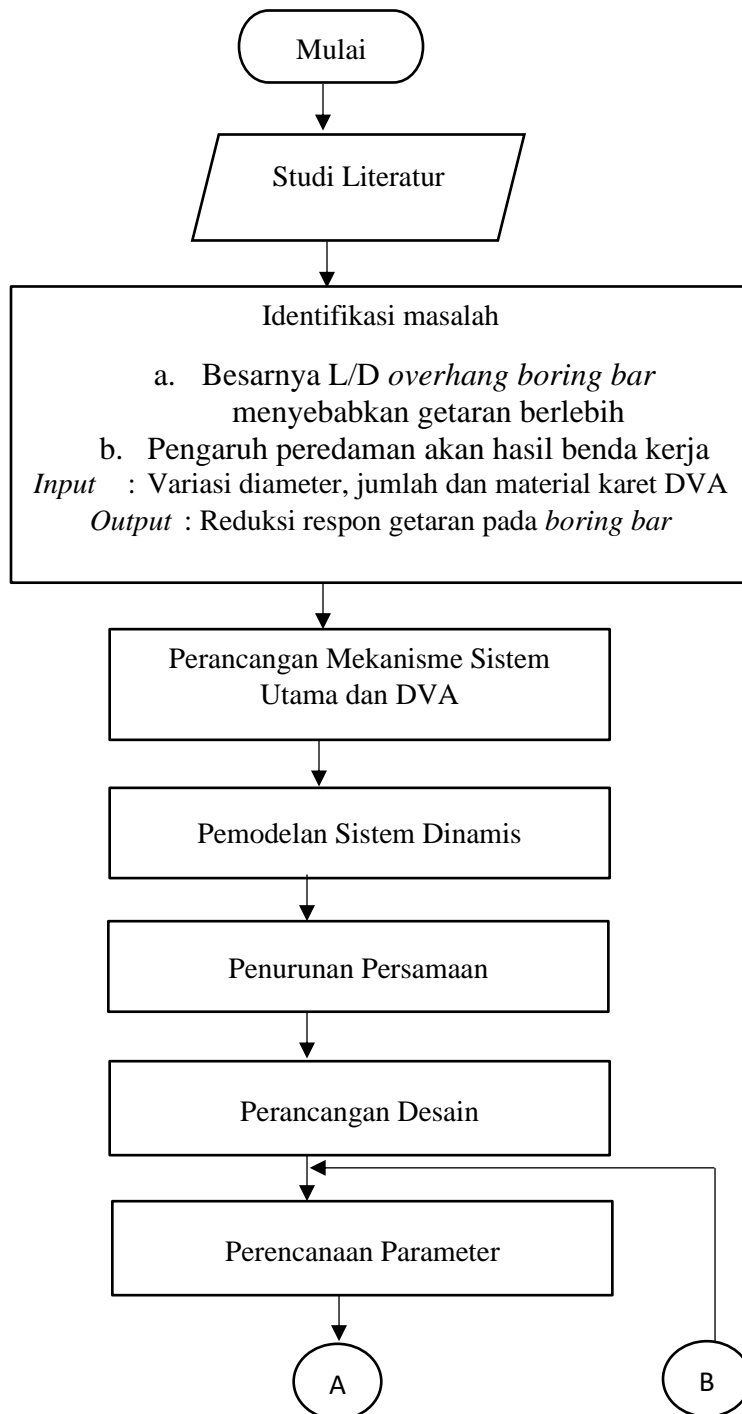 Mulai
Studi Literatur
Identifikasi masalah
a. Besarnya L/D overhang boring bar
menyebabkan getaran berlebih
b. Pengaruh peredaman akan hasil benda kerja
Input : Variasi diameter, jumlah dan material karet DVA
Output : Reduksi respon getaran pada boring bar
Perancangan Mekanisme Sistem
Utama dan DVA
Pemodelan Sistem Dinamis
Penurunan Persamaan
Perancangan Desain
Perencanaan Parameter
A
B